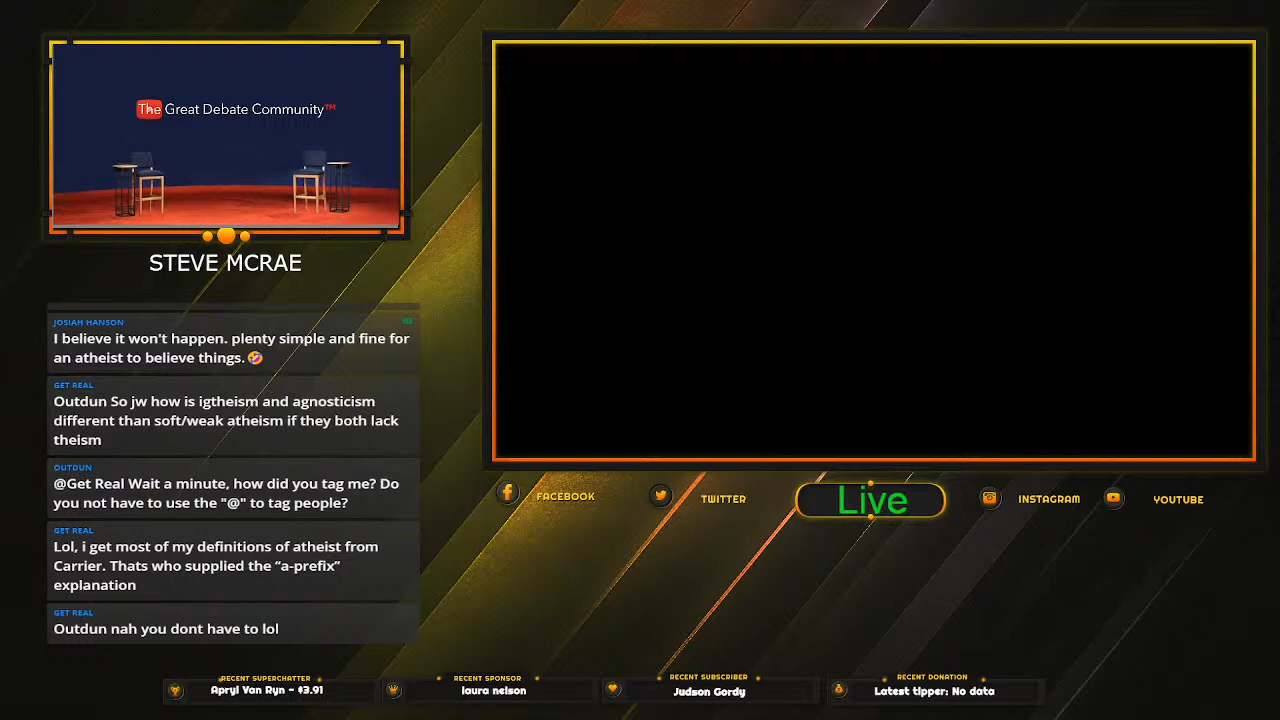 The Great Debate Community™
STEVE MCRAE
JOSIAH HANSON
I believe it won't happen. plenty simple and fine for
an atheist to believe things.🤣
GET REAL
Outdun So jw how is igtheism and agnosticism
different than soft/weak atheism if they both lack
theism
OUTDUN
@Get Real Wait a minute, how did you tag me? Do
you not have to use the "@" to tag people?
GET REAL
Lol, i get most of my definitions of atheist from
Carrier. Thats who supplied the “a-prefix”
explanation
GET REAL
Outdun nah you dont have to lol
FACEBOOK
TWITTER
Live
INSTAGRAM
YOUTUBE
RECENT SUPERCHATTER
Apryl Van Ryn - $3.91
RECENT SPONSOR
laura nelson
RECENT SUBSCRIBER
Judson Gordy
RECENT DONATION
Latest tipper: No data